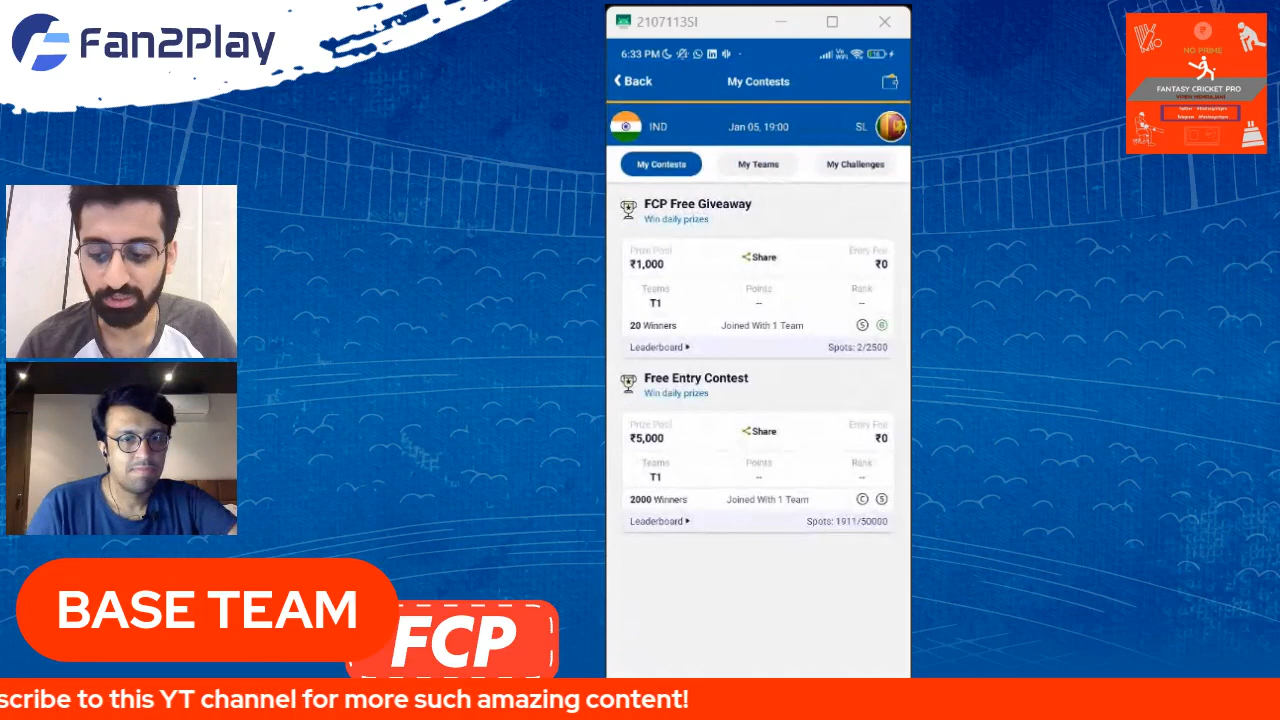 Fan2Play
2107113SI
6:33 PM
Back
My Contests
IND
Jan 05, 19:00
SL
My Contests
My Teams
My Challenges
FCP Free Giveaway
Win daily prizes
Prize Pool
Share
Entry Fee
₹1,000
₹0
Teams
Points
Rank
T1
--
--
20 Winners
Joined With 1 Team
S
Leaderboard
Spots: 2/2500
Free Entry Contest
Win daily prizes
Prize Pool
Share
Entry Fee
₹5,000
₹0
Teams
Points
Rank
T1
--
--
2000 Winners
Joined With 1 Team
C
S
Leaderboard
Spots: 1911/50000
NO PRIME
FANTASY CRICKET PRO
BASE TEAM
FCP
scribe to this YT channel for more such amazing content!